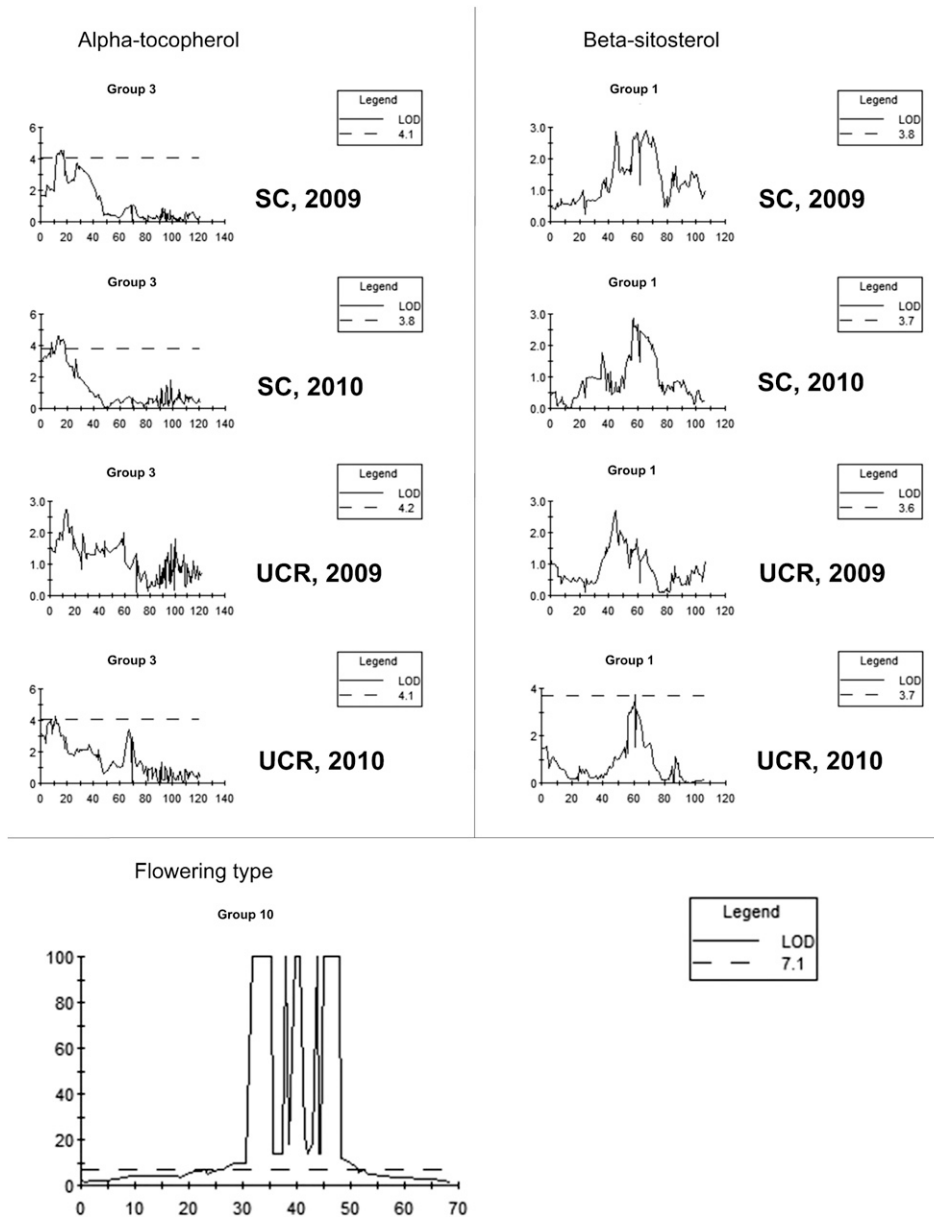 Alpha-tocopherol
Group 3
Legend
LOD
4.1
6
4
2
0
0 20 40 60 80 100 120 140
SC, 2009
Group 3
Legend
LOD
3.8
6
4
2
0
0 20 40 60 80 100 120 140
SC, 2010
Group 3
Legend
LOD
4.2
3.0
2.0
1.0
0.0
0 20 40 60 80 100 120 140
UCR, 2009
Group 3
Legend
LOD
4.1
6
4
2
0
0 20 40 60 80 100 120 140
UCR, 2010
Beta-sitosterol
Group 1
Legend
LOD
3.8
3.0
2.0
1.0
0.0
0 20 40 60 80 100 120
SC, 2009
Group 1
Legend
LOD
3.7
3.0
2.0
1.0
0.0
0 20 40 60 80 100 120
SC, 2010
Group 1
Legend
LOD
3.6
3.0
2.0
1.0
0.0
0 20 40 60 80 100 120
UCR, 2009
Group 1
Legend
LOD
3.7
4
2
0
0 20 40 60 80 100 120
UCR, 2010
Flowering type
Group 10
Legend
LOD
7.1
100
80
60
40
20
0
0 10 20 30 40 50 60 70